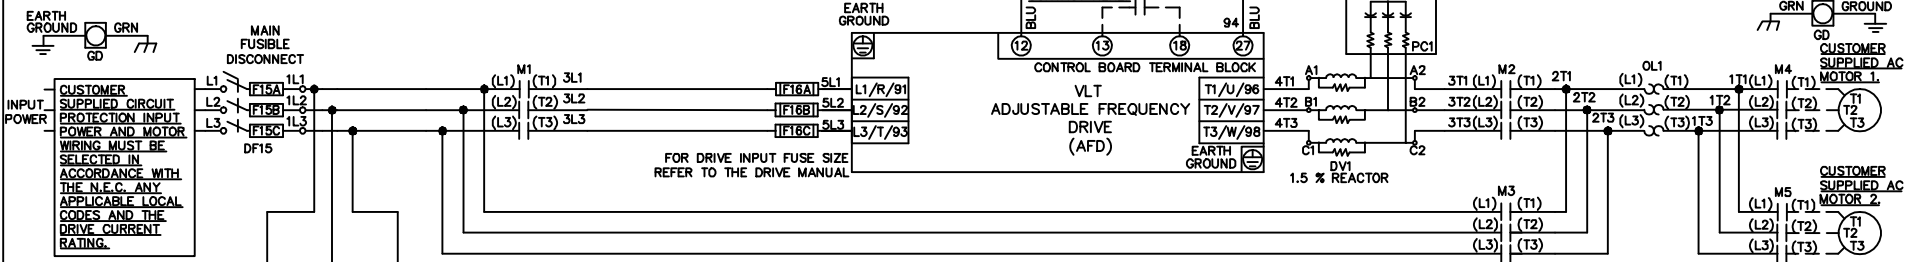 EARTH
GROUND
GRN
GD
MAIN
FUSIBLE
DISCONNECT
EARTH
GROUND
BLU
94
BLU
12
13
18
27
CONTROL BOARD TERMINAL BLOCK
PC1
GRN
GROUND
GD
INPUT
POWER
CUSTOMER
SUPPLIED CIRCUIT
PROTECTION INPUT
POWER AND MOTOR
WIRING MUST BE
SELECTED IN
ACCORDANCE WITH
THE N.E.C. ANY
APPLICABLE LOCAL
CODES AND THE
DRIVE CURRENT
RATING.
L1
F15A
1L1
L2
F15B
1L2
L3
F15C
1L3
DF15
M1
(L1) (T1) 3L1
(L2) (T2) 3L2
(L3) (T3) 3L3
F16A 5L1
F16B 5L2
F16C 5L3
FOR DRIVE INPUT FUSE SIZE
REFER TO THE DRIVE MANUAL
L1/R/91
L2/S/92
L3/T/93
VLT
ADJUSTABLE FREQUENCY
DRIVE
(AFD)
T1/U/96
T2/V/97
T3/W/98
EARTH
GROUND
4T1
4T2
4T3
A1
B1
C1
A2
B2
C2
DV1
1.5 % REACTOR
M2
3T1 (L1) (T1) 2T1
3T2 (L2) (T2) 2T2
3T3 (L3) (T3) 2T3
M3
(L1) (T1)
(L2) (T2)
(L3) (T3)
OL1
(L1) (T1) 1T1
(L2) (T2) 1T2
(L3) (T3) 1T3
M4
(L1) (T1)
(L2) (T2)
(L3) (T3)
CUSTOMER
SUPPLIED AC
MOTOR 1.
T1
T2
T3
M5
(L1) (T1)
(L2) (T2)
(L3) (T3)
CUSTOMER
SUPPLIED AC
MOTOR 2.
T1
T2
T3